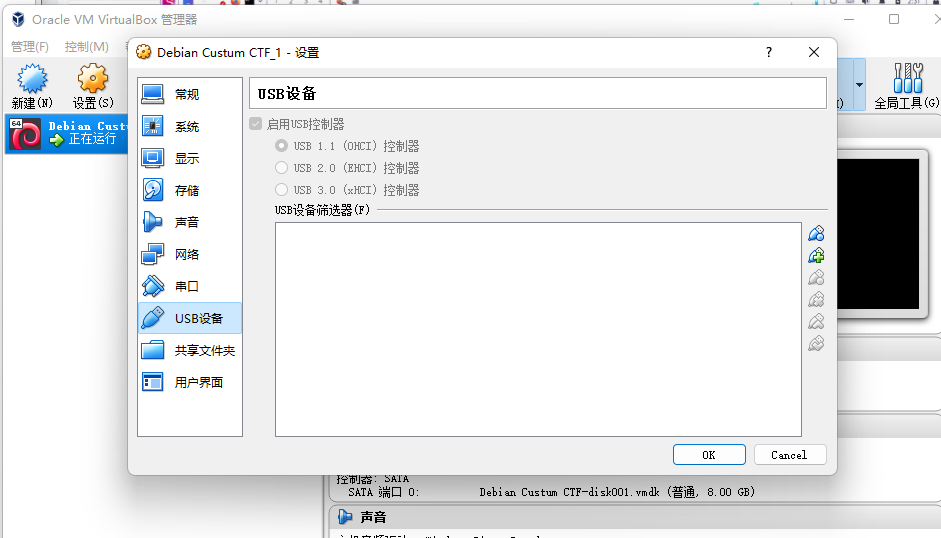 Oracle VM VirtualBox 管理器
管理(F) 控制(M)
新建(N) 设置(S) 全局工具(G)
Debian Custu
正在运行
Debian Custum CTF_1 - 设置
常规
系统
显示
存储
声音
网络
串口
USB设备
共享文件夹
用户界面
USB设备
启用USB控制器
USB 1.1 (OHCI) 控制器
USB 2.0 (EHCI) 控制器
USB 3.0 (xHCI) 控制器
USB设备筛选器(F)
OK Cancel
控制器: SATA
SATA 端口 0: Debian Custum CTF-disk001.vmdk (普通, 8.00 GB)
声音